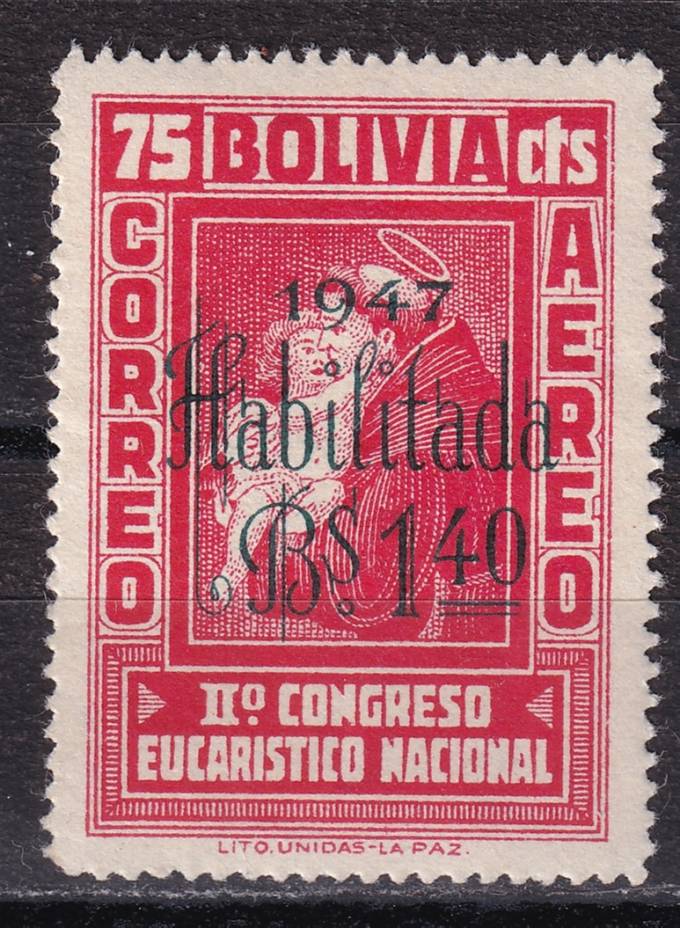 75 BOLIVIA cts
CORREO
AEREO
1947
Habilitada
Bs. 1.40
IIº CONGRESO
EUCARISTICO NACIONAL
LITO. UNIDAS-LA PAZ.